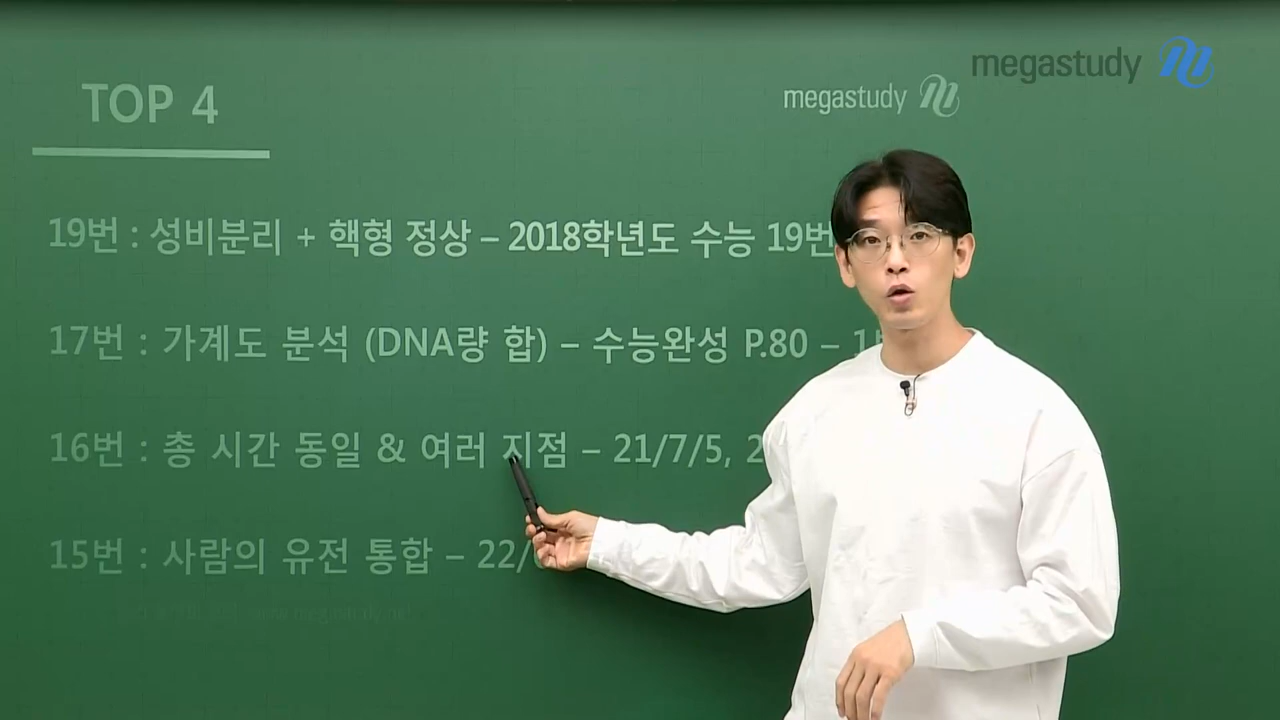 megastudy
TOP 4
megastudy
19번 : 성비분리 + 핵형 정상 – 2018학년도 수능 19번
17번 : 가계도 분석 (DNA량 합) – 수능완성 P.80 –
16번 : 총 시간 동일 & 여러 지점 – 21/7/5,
15번 : 사람의 유전 통합 – 22/